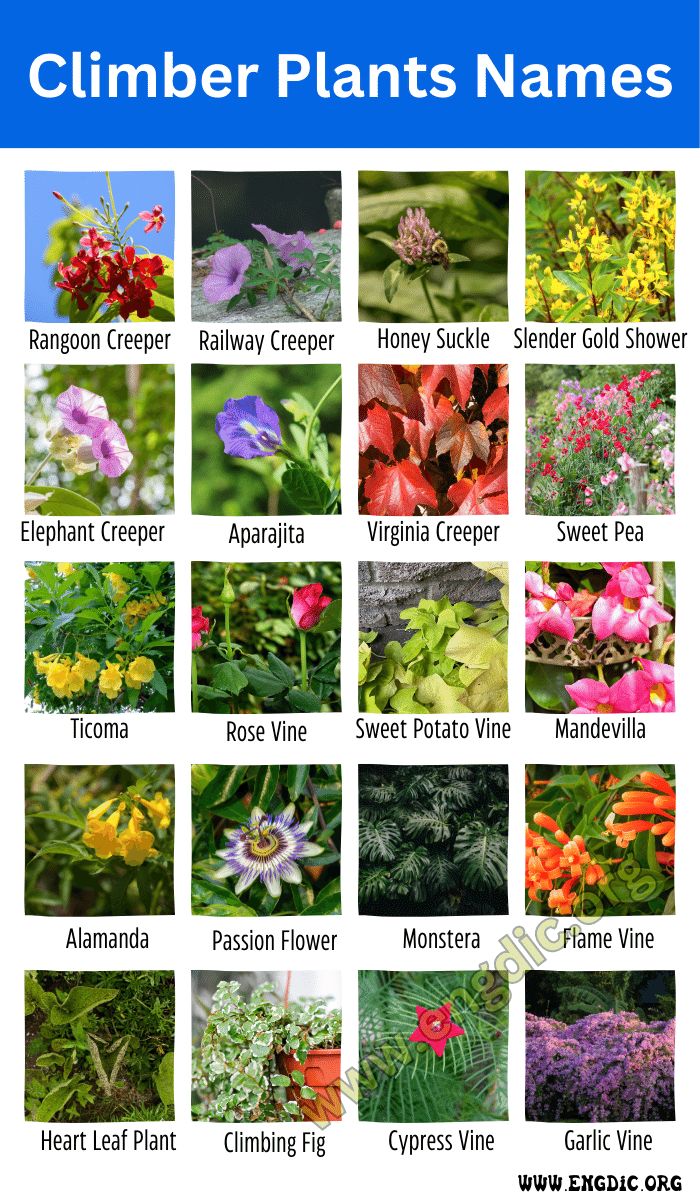 Climber Plants Names
Rangoon Creeper
Railway Creeper
Honey Suckle
Slender Gold Shower
Elephant Creeper
Aparajita
Virginia Creeper
Sweet Pea
Ticoma
Rose Vine
Sweet Potato Vine
Mandevilla
Alamanda
Passion Flower
Monstera
Flame Vine
Heart Leaf Plant
Climbing Fig
Cypress Vine
Garlic Vine
www.engdic.org
WWW.ENGDIC.ORG